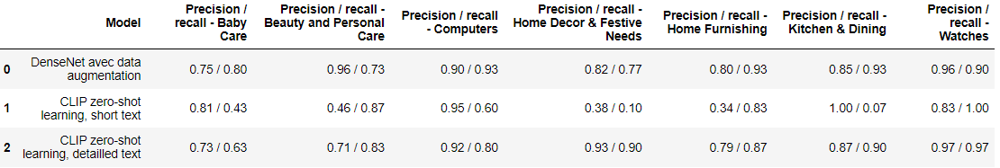 Model Precision / recall - Baby Care Precision / recall - Beauty and Personal Care Precision / recall - Computers Precision / recall - Home Decor & Festive Needs Precision / recall - Home Furnishing Precision / recall - Kitchen & Dining Precision / recall - Watches
0 DenseNet avec data augmentation 0.75 / 0.80 0.96 / 0.73 0.90 / 0.93 0.82 / 0.77 0.80 / 0.93 0.85 / 0.93 0.96 / 0.90
1 CLIP zero-shot learning, short text 0.81 / 0.43 0.46 / 0.87 0.95 / 0.60 0.38 / 0.10 0.34 / 0.83 1.00 / 0.07 0.83 / 1.00
2 CLIP zero-shot learning, detailled text 0.73 / 0.63 0.71 / 0.83 0.92 / 0.80 0.93 / 0.90 0.79 / 0.87 0.87 / 0.90 0.97 / 0.97